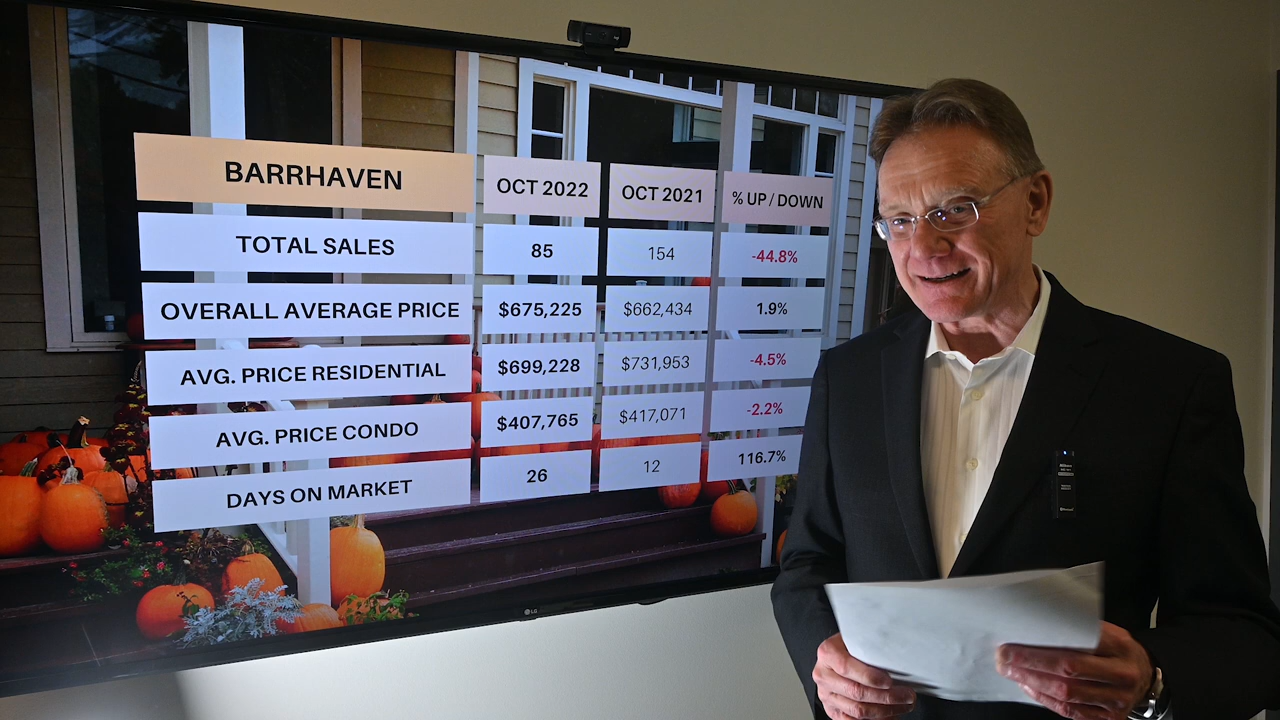 BARRHAVEN OCT 2022 OCT 2021 % UP / DOWN
TOTAL SALES 85 154 -44.8%
OVERALL AVERAGE PRICE $675,225 $662,434 1.9%
AVG. PRICE RESIDENTIAL $699,228 $731,953 -4.5%
AVG. PRICE CONDO $407,765 $417,071 -2.2%
DAYS ON MARKET 26 12 116.7%
LG